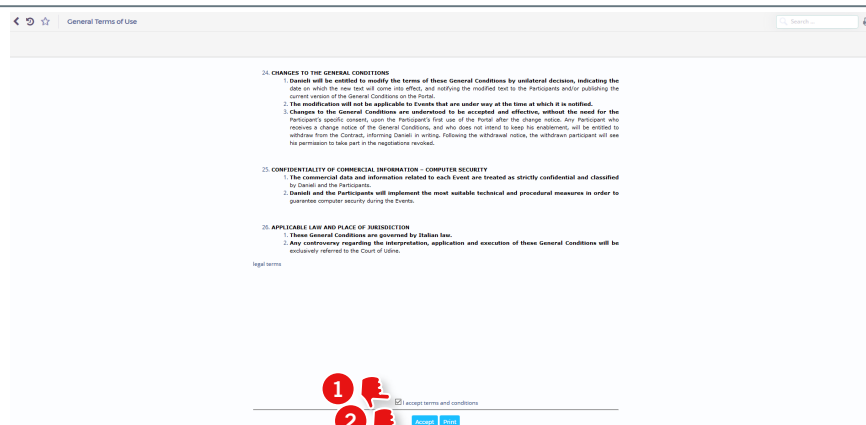 General Terms of Use
Search ...
24. CHANGES TO THE GENERAL CONDITIONS
1. Danieli will be entitled to modify the terms of these General Conditions by unilateral decision, indicating the
date on which the new text will come into effect, and notifying the modified text to the Participants and/or publishing the
current version of the General Conditions on the Portal.
2. The modification will not be applicable to Events that are under way at the time at which it is notified.
3. Changes to the General Conditions are understood to be accepted and effective, without the need for the
Participant's specific consent, upon the Participant's first use of the Portal after the change notice. Any Participant who
receives a change notice of the General Conditions, and who does not intend to keep his enablement, will be entitled to
withdraw from the Contract, informing Danieli in writing. Following the withdrawal notice, the withdrawn participant will see
his permission to take part in the negotiations revoked.
25. CONFIDENTIALITY OF COMMERCIAL INFORMATION – COMPUTER SECURITY
1. The commercial data and information related to each Event are treated as strictly confidential and classified
by Danieli and the Participants.
2. Danieli and the Participants will implement the most suitable technical and procedural measures in order to
guarantee computer security during the Events.
26. APPLICABLE LAW AND PLACE OF JURISDICTION
1. These General Conditions are governed by Italian law.
2. Any controversy regarding the interpretation, application and execution of these General Conditions will be
exclusively referred to the Court of Udine.
legal terms
1
I accept terms and conditions
2
Accept Print